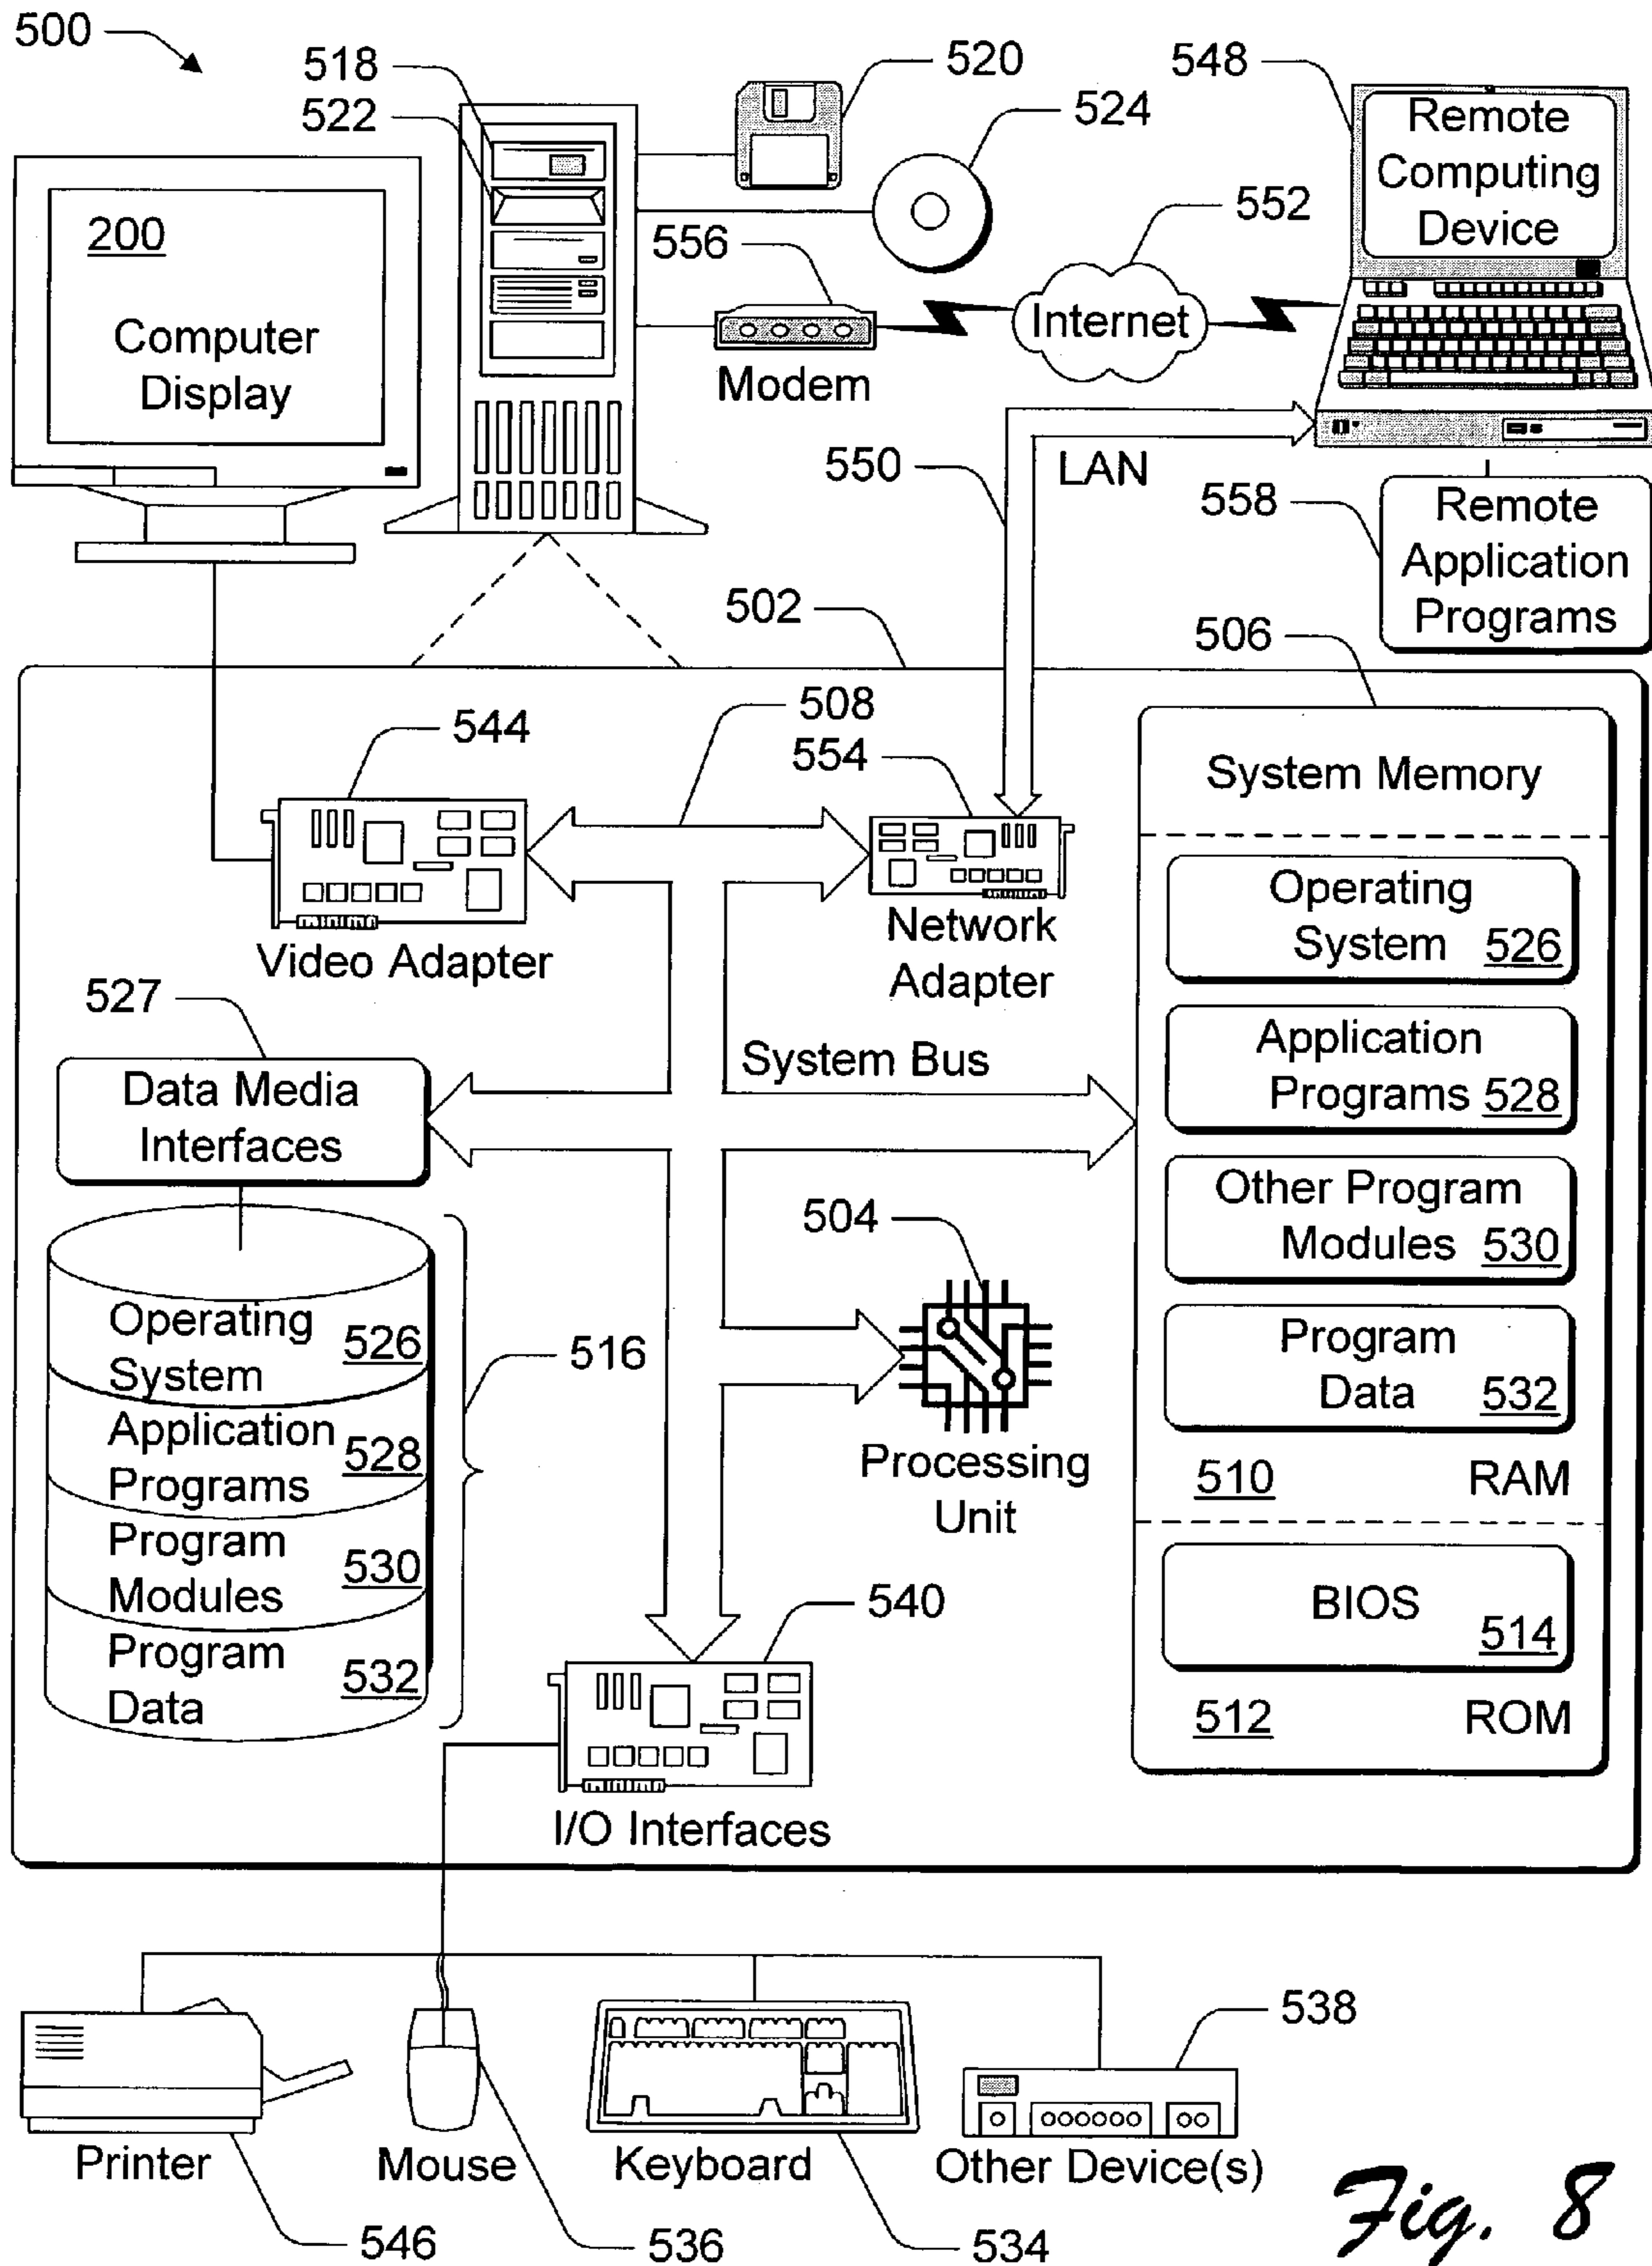 500
518
522
520
524
548
Remote
Computing
Device
200
Computer
Display
556
552
Internet
Modem
550
LAN
558
Remote
Application
Programs
502
506
544
508
554
System Memory
Operating
System 526
Video Adapter
Network
Adapter
527
Application
Programs 528
System Bus
Data Media
Interfaces
Other Program
Modules 530
504
Operating
System 526
516
Program
Data 532
Application
Programs 528
Processing
Unit
510 RAM
Program
Modules 530
540
BIOS
514
Program
Data 532
512 ROM
I/O Interfaces
538
Printer
Mouse
Keyboard
Other Device(s)
546
536
534
Fig. 8